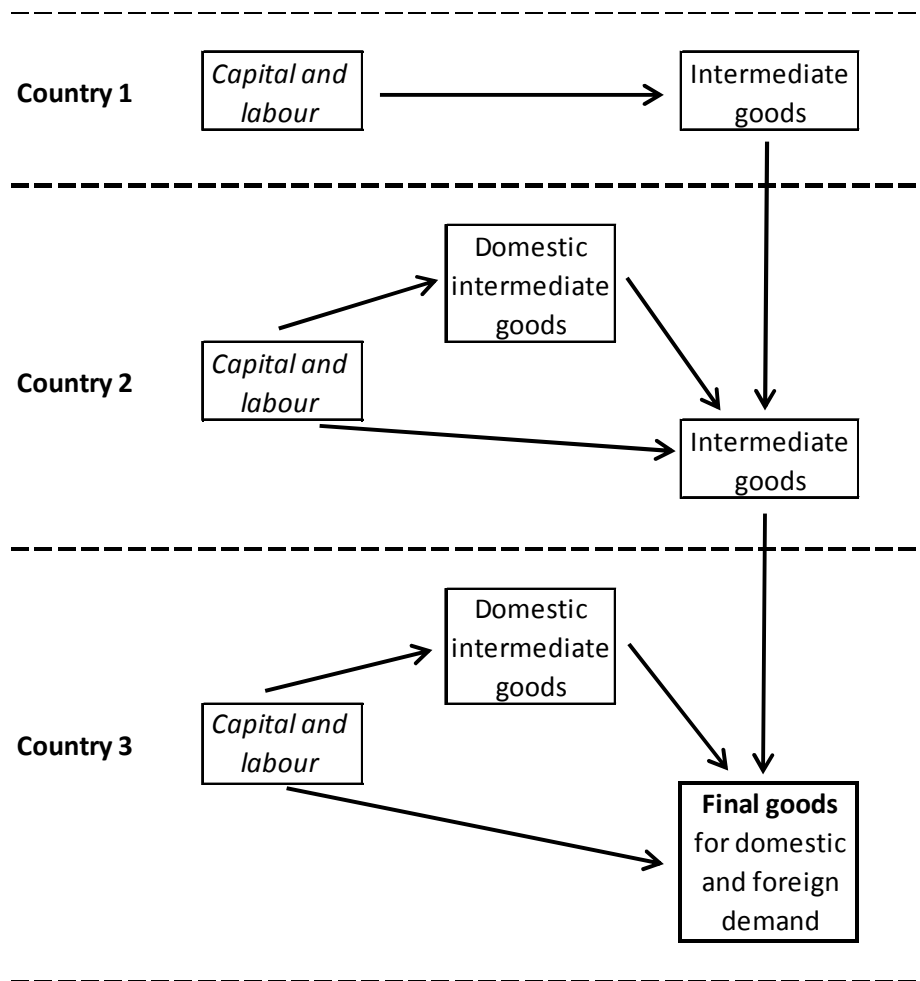 Country 1
Capital and
labour
Intermediate
goods
Country 2
Domestic
intermediate
goods
Capital and
labour
Intermediate
goods
Country 3
Domestic
intermediate
goods
Capital and
labour
Final goods
for domestic
and foreign
demand